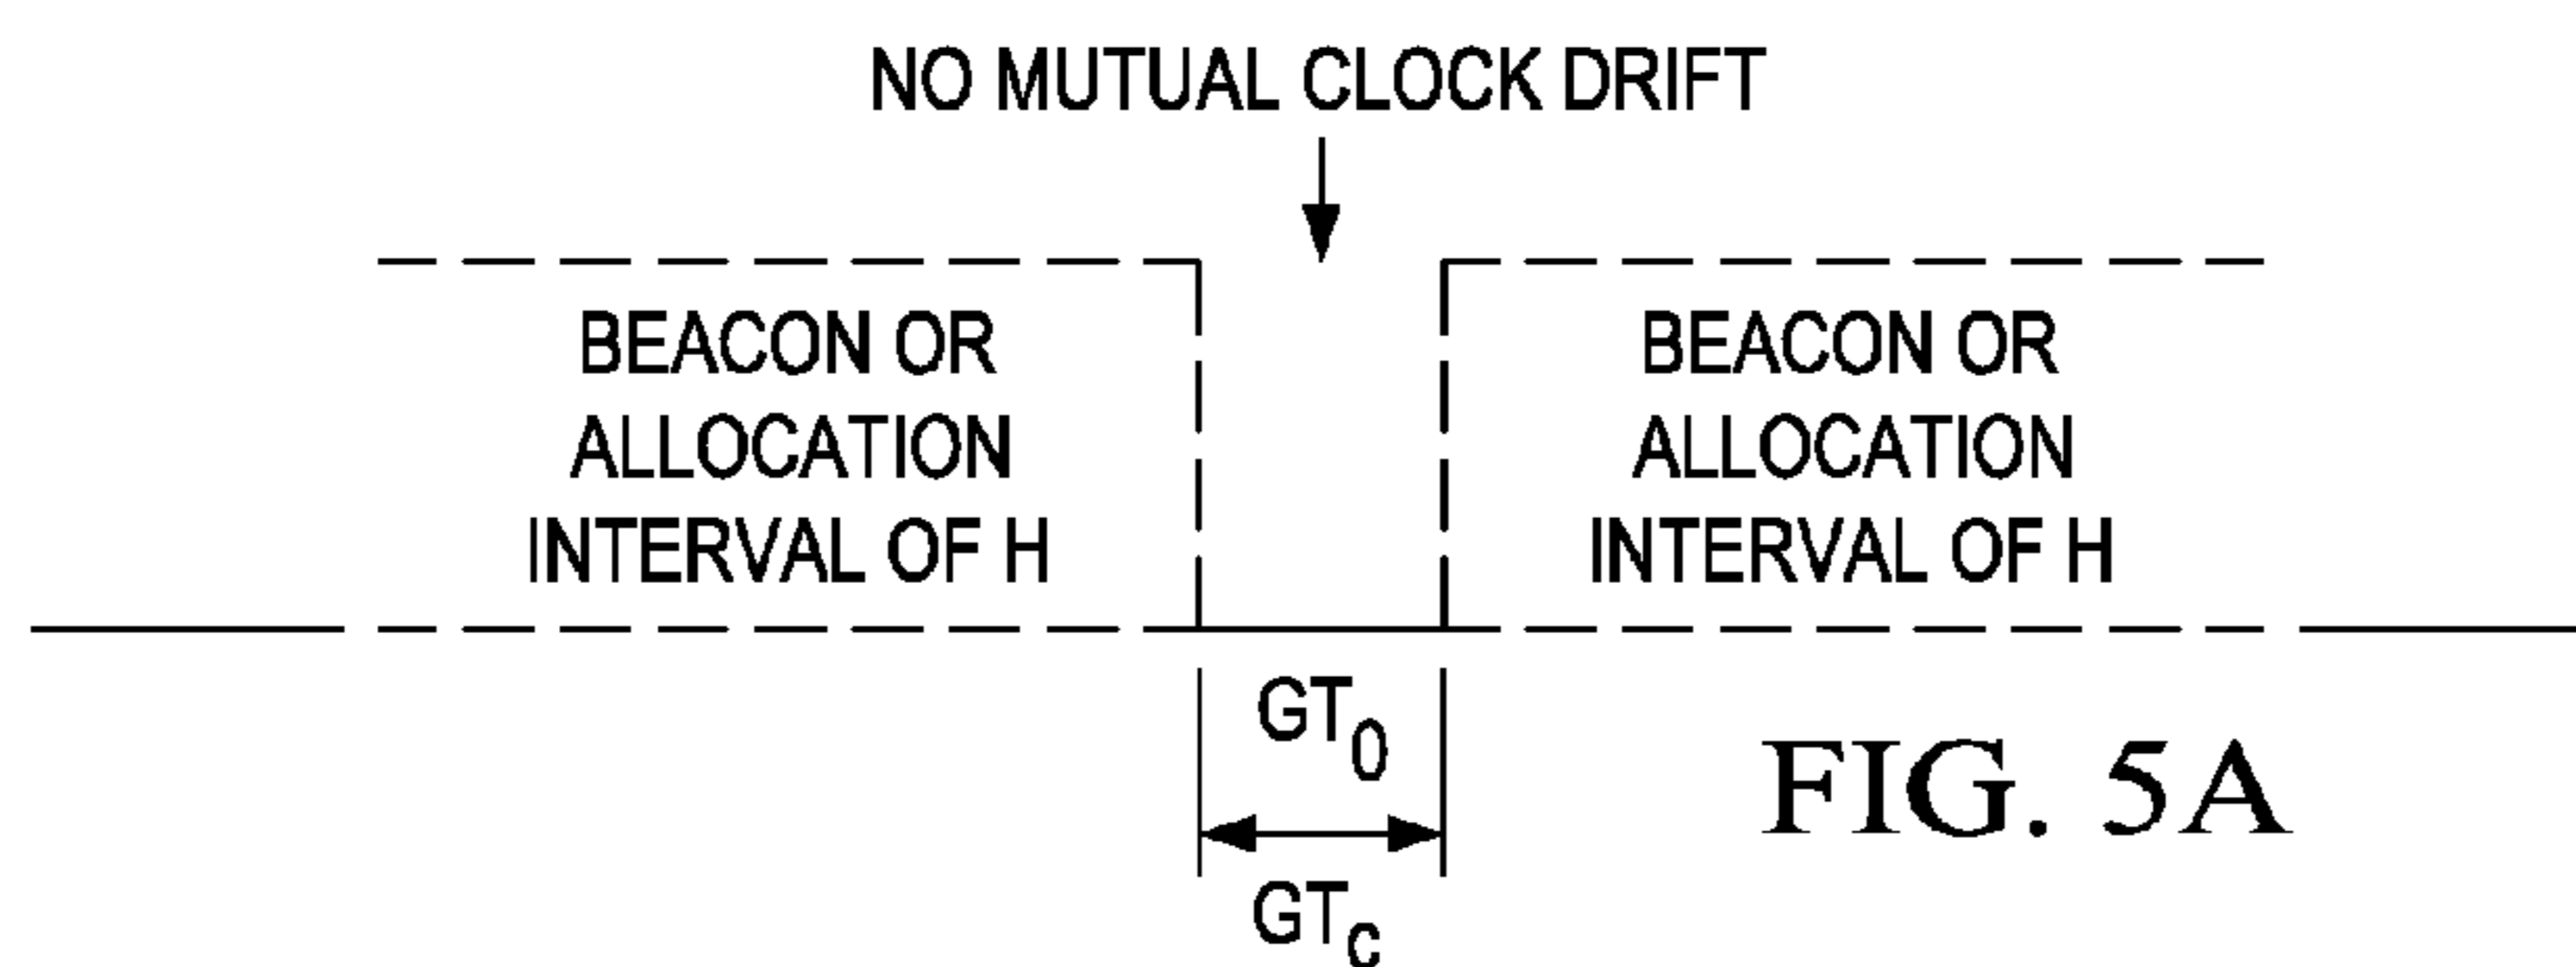 NO MUTUAL CLOCK DRIFT
BEACON OR
ALLOCATION
INTERVAL OF H
BEACON OR
ALLOCATION
INTERVAL OF H
GT0
GTC
FIG. 5A